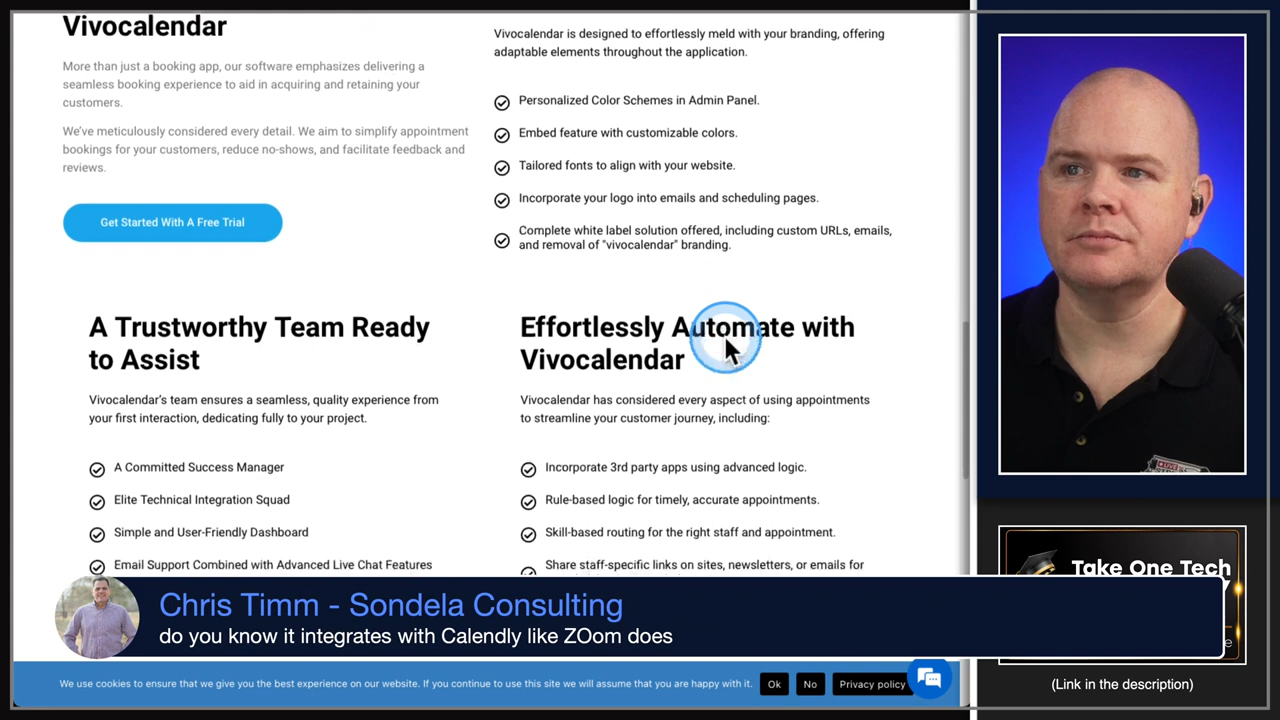 Vivocalendar
More than just a booking app, our software emphasizes delivering a
seamless booking experience to aid in acquiring and retaining your
customers.
We've meticulously considered every detail. We aim to simplify appointment
bookings for your customers, reduce no-shows, and facilitate feedback and
reviews.
Get Started With A Free Trial
Vivocalendar is designed to effortlessly meld with your branding, offering
adaptable elements throughout the application.
Personalized Color Schemes in Admin Panel.
Embed feature with customizable colors.
Tailored fonts to align with your website.
Incorporate your logo into emails and scheduling pages.
Complete white label solution offered, including custom URLs, emails,
and removal of "vivocalendar" branding.
A Trustworthy Team Ready
to Assist
Vivocalendar's team ensures a seamless, quality experience from
your first interaction, dedicating fully to your project.
A Committed Success Manager
Elite Technical Integration Squad
Simple and User-Friendly Dashboard
Email Support Combined with Advanced Live Chat Features
Effortlessly Automate with
Vivocalendar
Vivocalendar has considered every aspect of using appointments
to streamline your customer journey, including:
Incorporate 3rd party apps using advanced logic.
Rule-based logic for timely, accurate appointments.
Skill-based routing for the right staff and appointment.
Share staff-specific links on sites, newsletters, or emails for
Chris Timm - Sondela Consulting
do you know it integrates with Calendly like ZOom does
We use cookies to ensure that we give you the best experience on our website. If you continue to use this site we will assume that you are happy with it.
Ok
No
Privacy policy
LIVE
Take One Tech
(Link in the description)